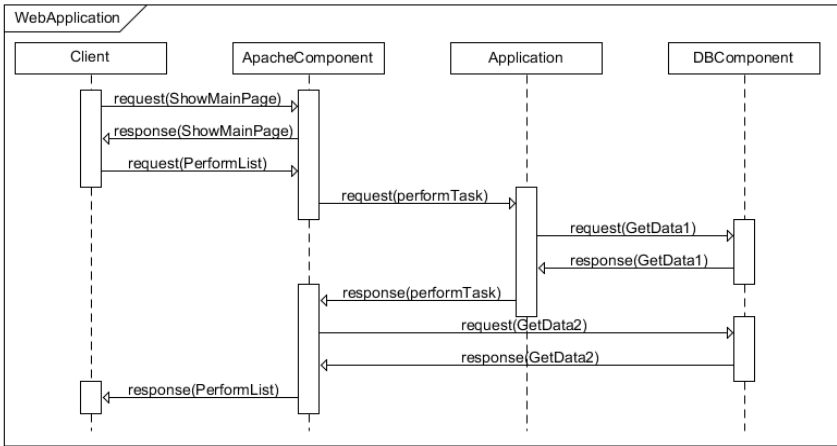 WebApplication
Client
ApacheComponent
Application
DBComponent
request(ShowMainPage)
response(ShowMainPage)
request(PerformList)
request(performTask)
request(GetData1)
response(GetData1)
response(performTask)
request(GetData2)
response(GetData2)
response(PerformList)